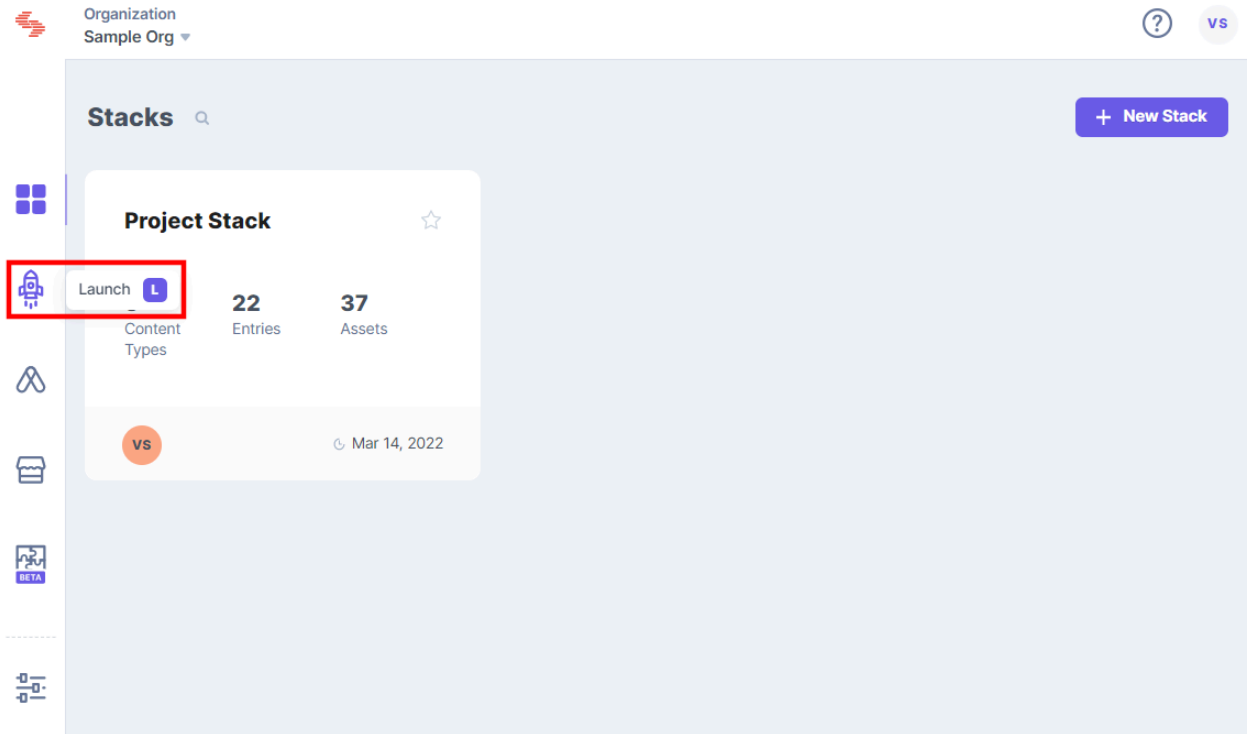 Organization
Sample Org
VS
Stacks
+ New Stack
Project Stack
Launch L
22
37
Content
Types
Entries
Assets
VS
Mar 14, 2022
BETA